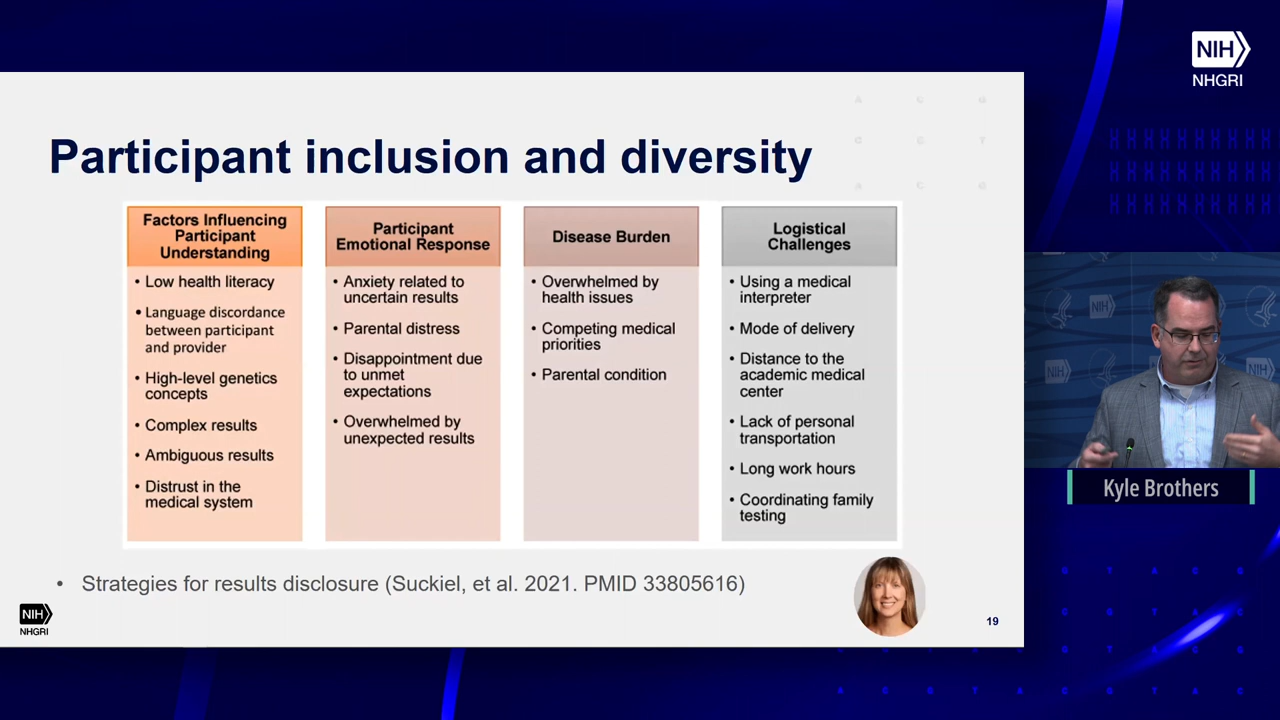 NIH
NHGRI
Participant inclusion and diversity
Factors Influencing
Participant
Understanding
• Low health literacy
• Language discordance
between participant
and provider
• High-level genetics
concepts
• Complex results
• Ambiguous results
• Distrust in the
medical system
Participant
Emotional Response
• Anxiety related to
uncertain results
• Parental distress
• Disappointment due
to unmet
expectations
• Overwhelmed by
unexpected results
Disease Burden
• Overwhelmed by
health issues
• Competing medical
priorities
• Parental condition
Logistical
Challenges
• Using a medical
interpreter
• Mode of delivery
• Distance to the
academic medical
center
• Lack of personal
transportation
• Long work hours
• Coordinating family
testing
• Strategies for results disclosure (Suckiel, et al. 2021. PMID 33805616)
NIH
NHGRI
19
NIH
NIH
NIH
Kyle Brothers